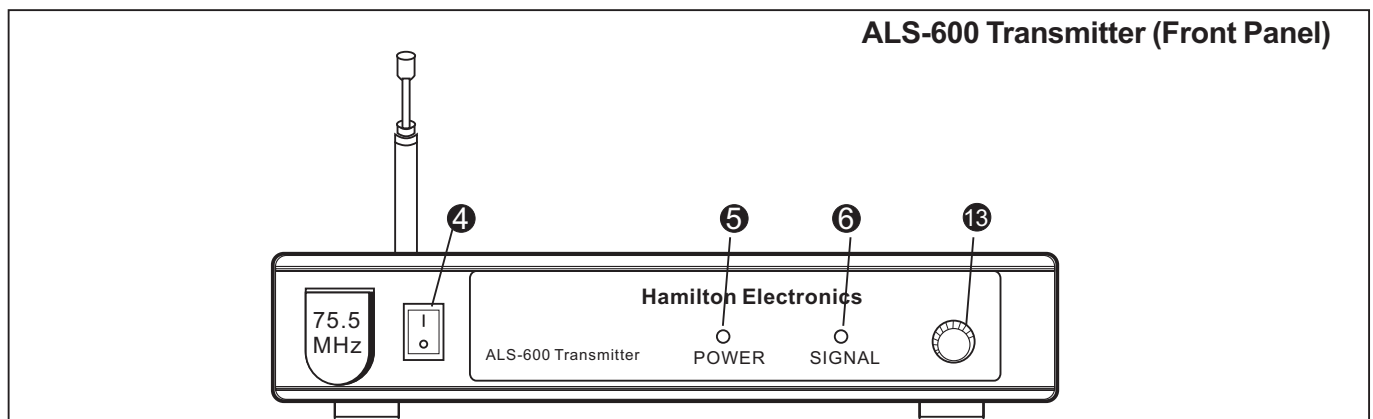 ALS-600 Transmitter (Front Panel)
4
5
6
13
Hamilton Electronics
75.5
MHz
ALS-600 Transmitter
POWER
SIGNAL